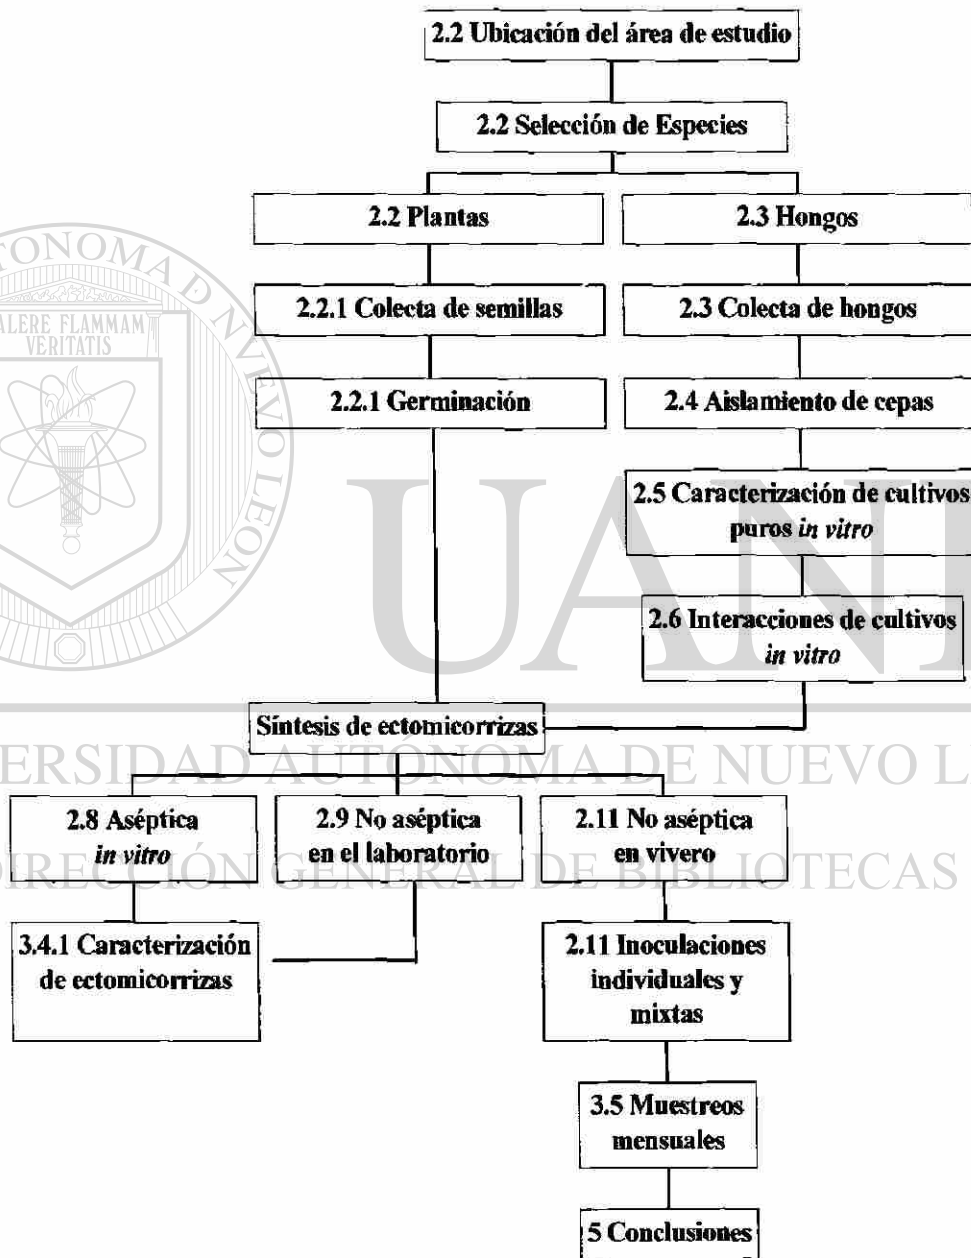 2.2 Ubicación del área de estudio
2.2 Selección de Especies
2.2 Plantas
2.3 Hongos
2.2.1 Colecta de semillas
2.3 Colecta de hongos
2.2.1 Germinación
2.4 Aislamiento de cepas
2.5 Caracterización de cultivos
puros in vitro
2.6 Interacciones de cultivos
in vitro
Síntesis de ectomicorrizas
2.8 Aséptica
in vitro
2.9 No aséptica
en el laboratorio
2.11 No aséptica
en vivero
3.4.1 Caracterización
de ectomicorrizas
2.11 Inoculaciones
individuales y
mixtas
3.5 Muestreos
mensuales
5 Conclusiones
TONOMA D NUEVO LEÓN
ALERE FLAMMAM
VERITATIS
UANL
ERSIDAD AUTÓNOMA DE NUEVO L
DIRECCIÓN GENERAL DE BIBLIOTECAS